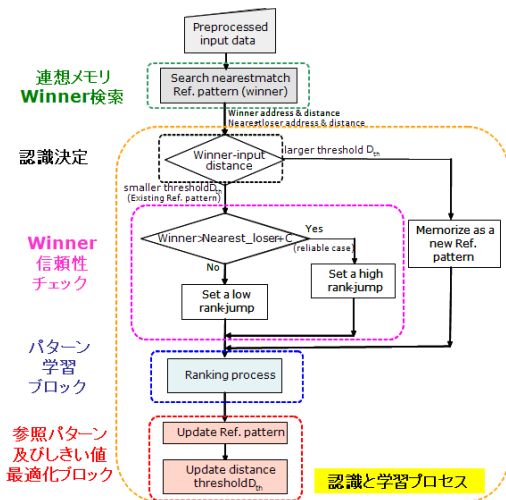 Preprocessed
input data
連想メモリ
Winner検索
Search nearestmatch
Ref. pattern (winner)
Winner address & distance
Nearest loser address & distance
認識決定
Winner-input
distance
larger threshold Dth
smaller thresholdDth
(Existing Ref. pattern)
Winner
信頼性
チェック
Winner>Nearest_loser+C
Yes
(reliable case)
No
Memorize as a
new Ref.
pattern
Set a low
rank-jump
Set a high
rank-jump
パターン
学習
ブロック
Ranking process
参照パターン
及びしきい値
最適化ブロック
Update Ref. pattern
Update distance
thresholdDth
認識と学習プロセス